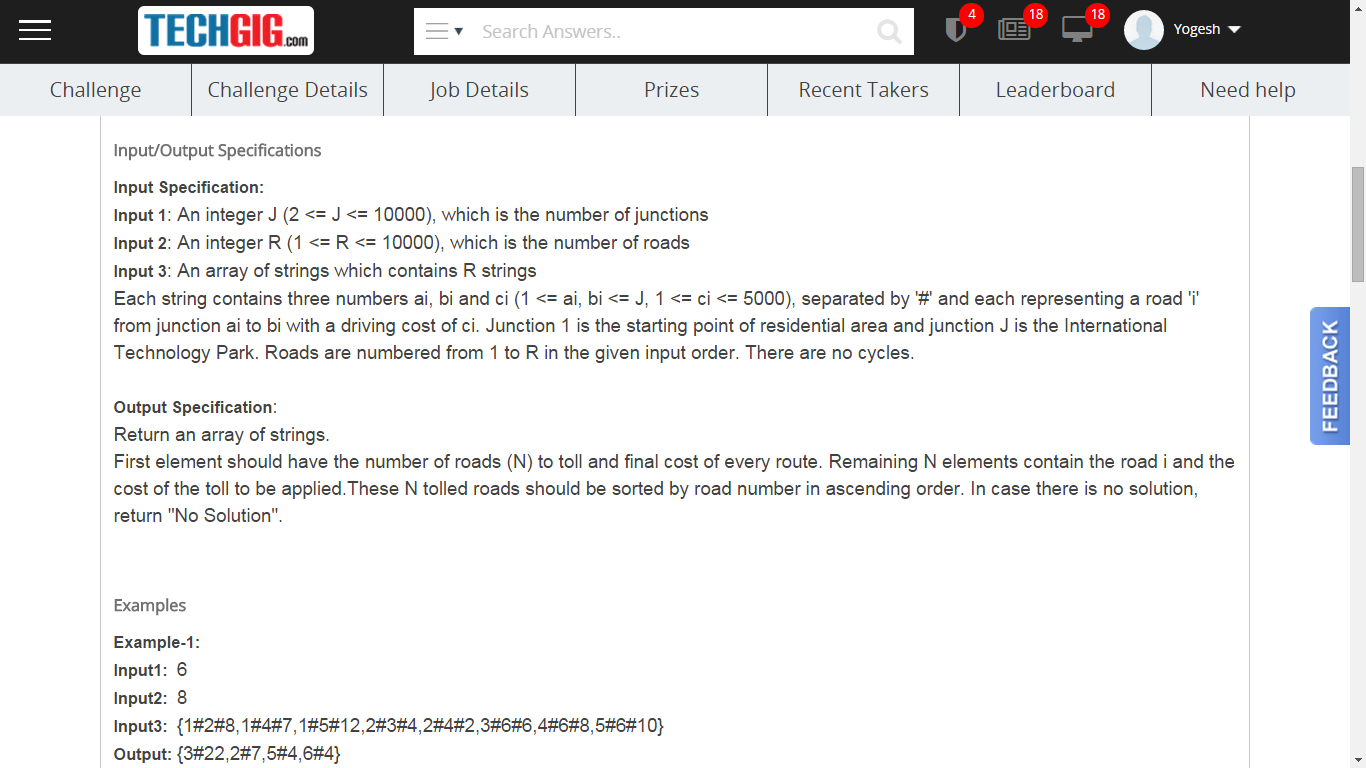 TECHGIG.com
Search Answers..
4
18
18
Yogesh
Challenge
Challenge Details
Job Details
Prizes
Recent Takers
Leaderboard
Need help
Input/Output Specifications
Input Specification:
Input 1: An integer J (2 <= J <= 10000), which is the number of junctions
Input 2: An integer R (1 <= R <= 10000), which is the number of roads
Input 3: An array of strings which contains R strings
Each string contains three numbers ai, bi and ci (1 <= ai, bi <= J, 1 <= ci <= 5000), separated by '#' and each representing a road 'i'
from junction ai to bi with a driving cost of ci. Junction 1 is the starting point of residential area and junction J is the International
Technology Park. Roads are numbered from 1 to R in the given input order. There are no cycles.
Output Specification:
Return an array of strings.
First element should have the number of roads (N) to toll and final cost of every route. Remaining N elements contain the road i and the
cost of the toll to be applied.These N tolled roads should be sorted by road number in ascending order. In case there is no solution,
return "No Solution".
Examples
Example-1:
Input1: 6
Input2: 8
Input3: {1#2#8,1#4#7,1#5#12,2#3#4,2#4#2,3#6#6,4#6#8,5#6#10}
Output: {3#22,2#7,5#4,6#4}
FEEDBACK